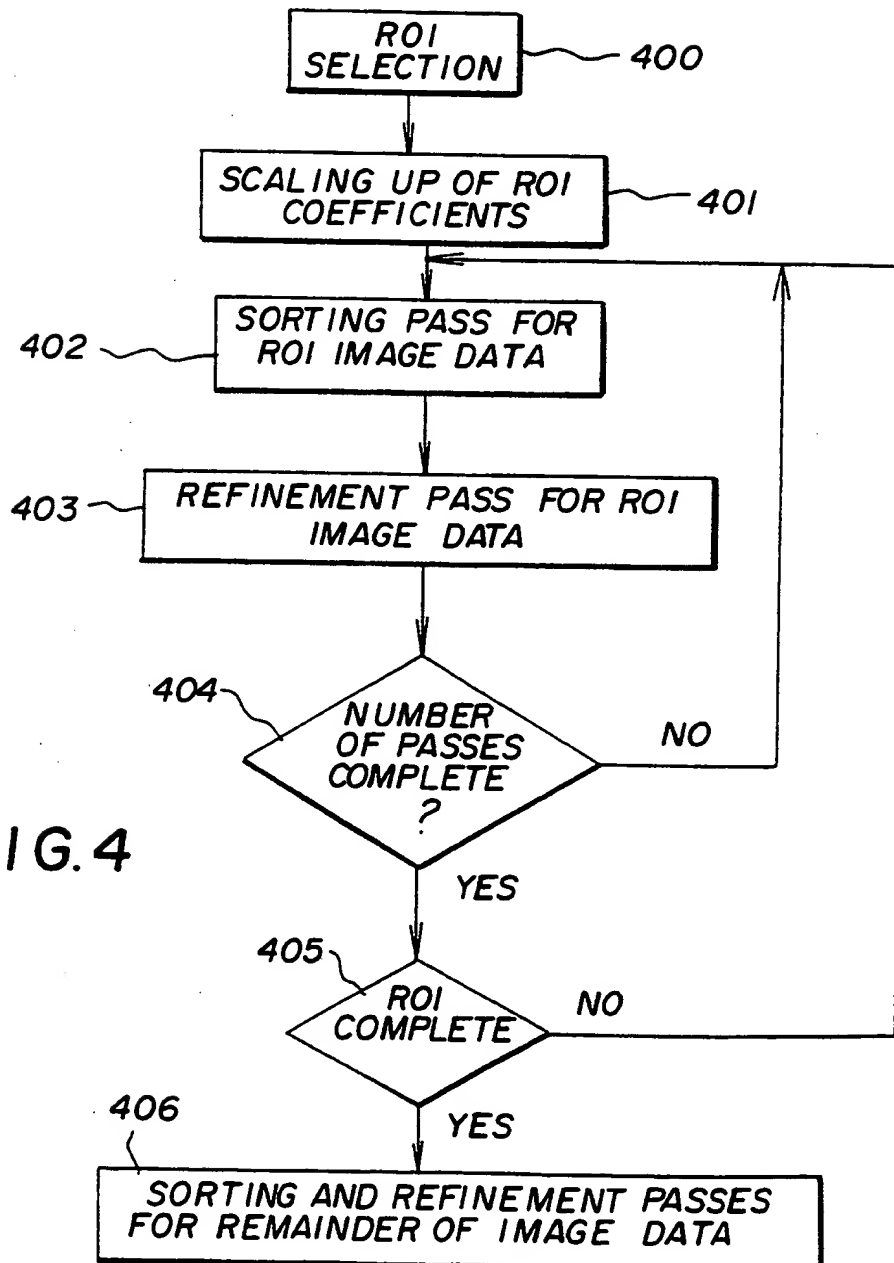 ROI
SELECTION
400
SCALING UP OF ROI
COEFFICIENTS
401
402
SORTING PASS FOR
ROI IMAGE DATA
403
REFINEMENT PASS FOR ROI
IMAGE DATA
404
NUMBER
OF PASSES
COMPLETE
?
NO
YES
IG. 4
405
ROI
COMPLETE
NO
YES
406
SORTING AND REFINEMENT PASSES
FOR REMAINDER OF IMAGE DATA